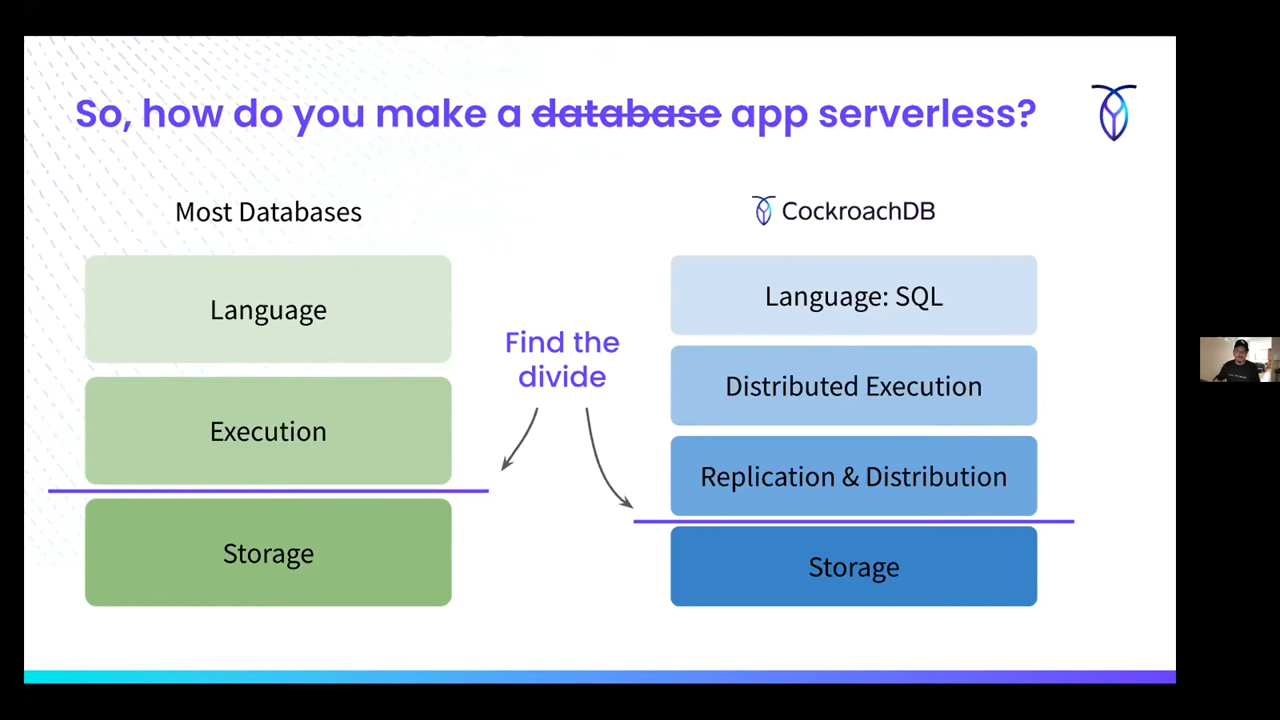 So, how do you make a database app serverless?
Most Databases
Language
Execution
Storage
Find the
divide
CockroachDB
Language: SQL
Distributed Execution
Replication & Distribution
Storage